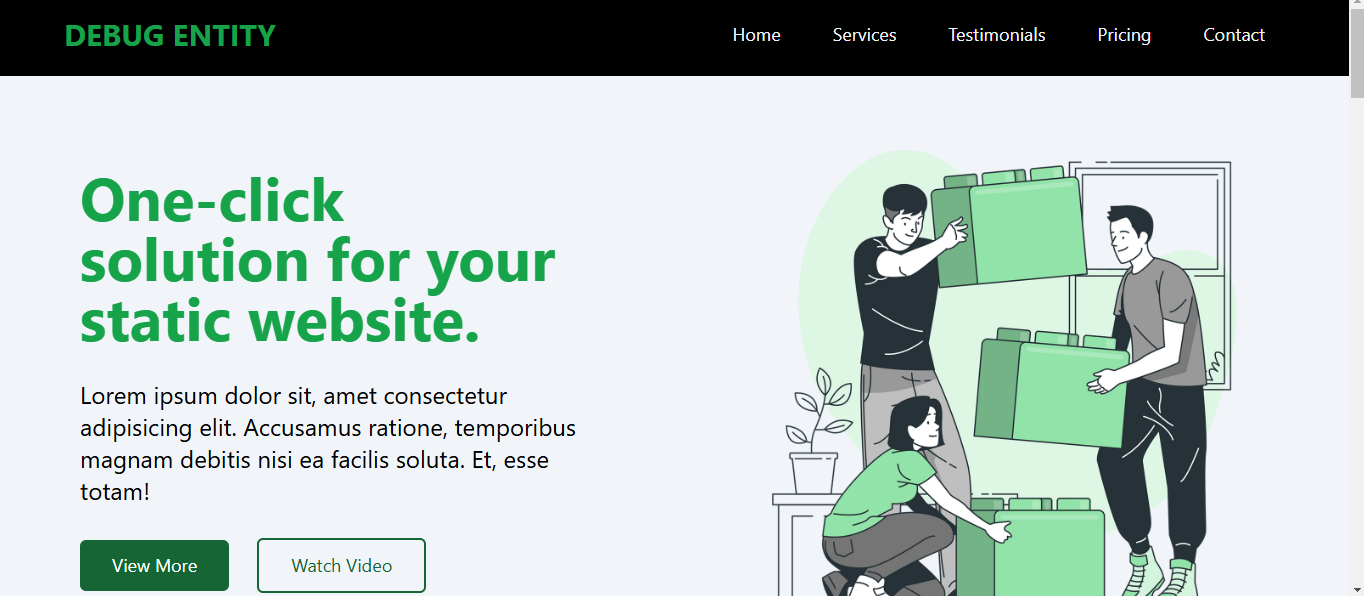 DEBUG ENTITY
Home Services Testimonials Pricing Contact
One-click
solution for your
static website.
Lorem ipsum dolor sit, amet consectetur
adipisicing elit. Accusamus ratione, temporibus
magnam debitis nisi ea facilis soluta. Et, esse
totam!
View More Watch Video